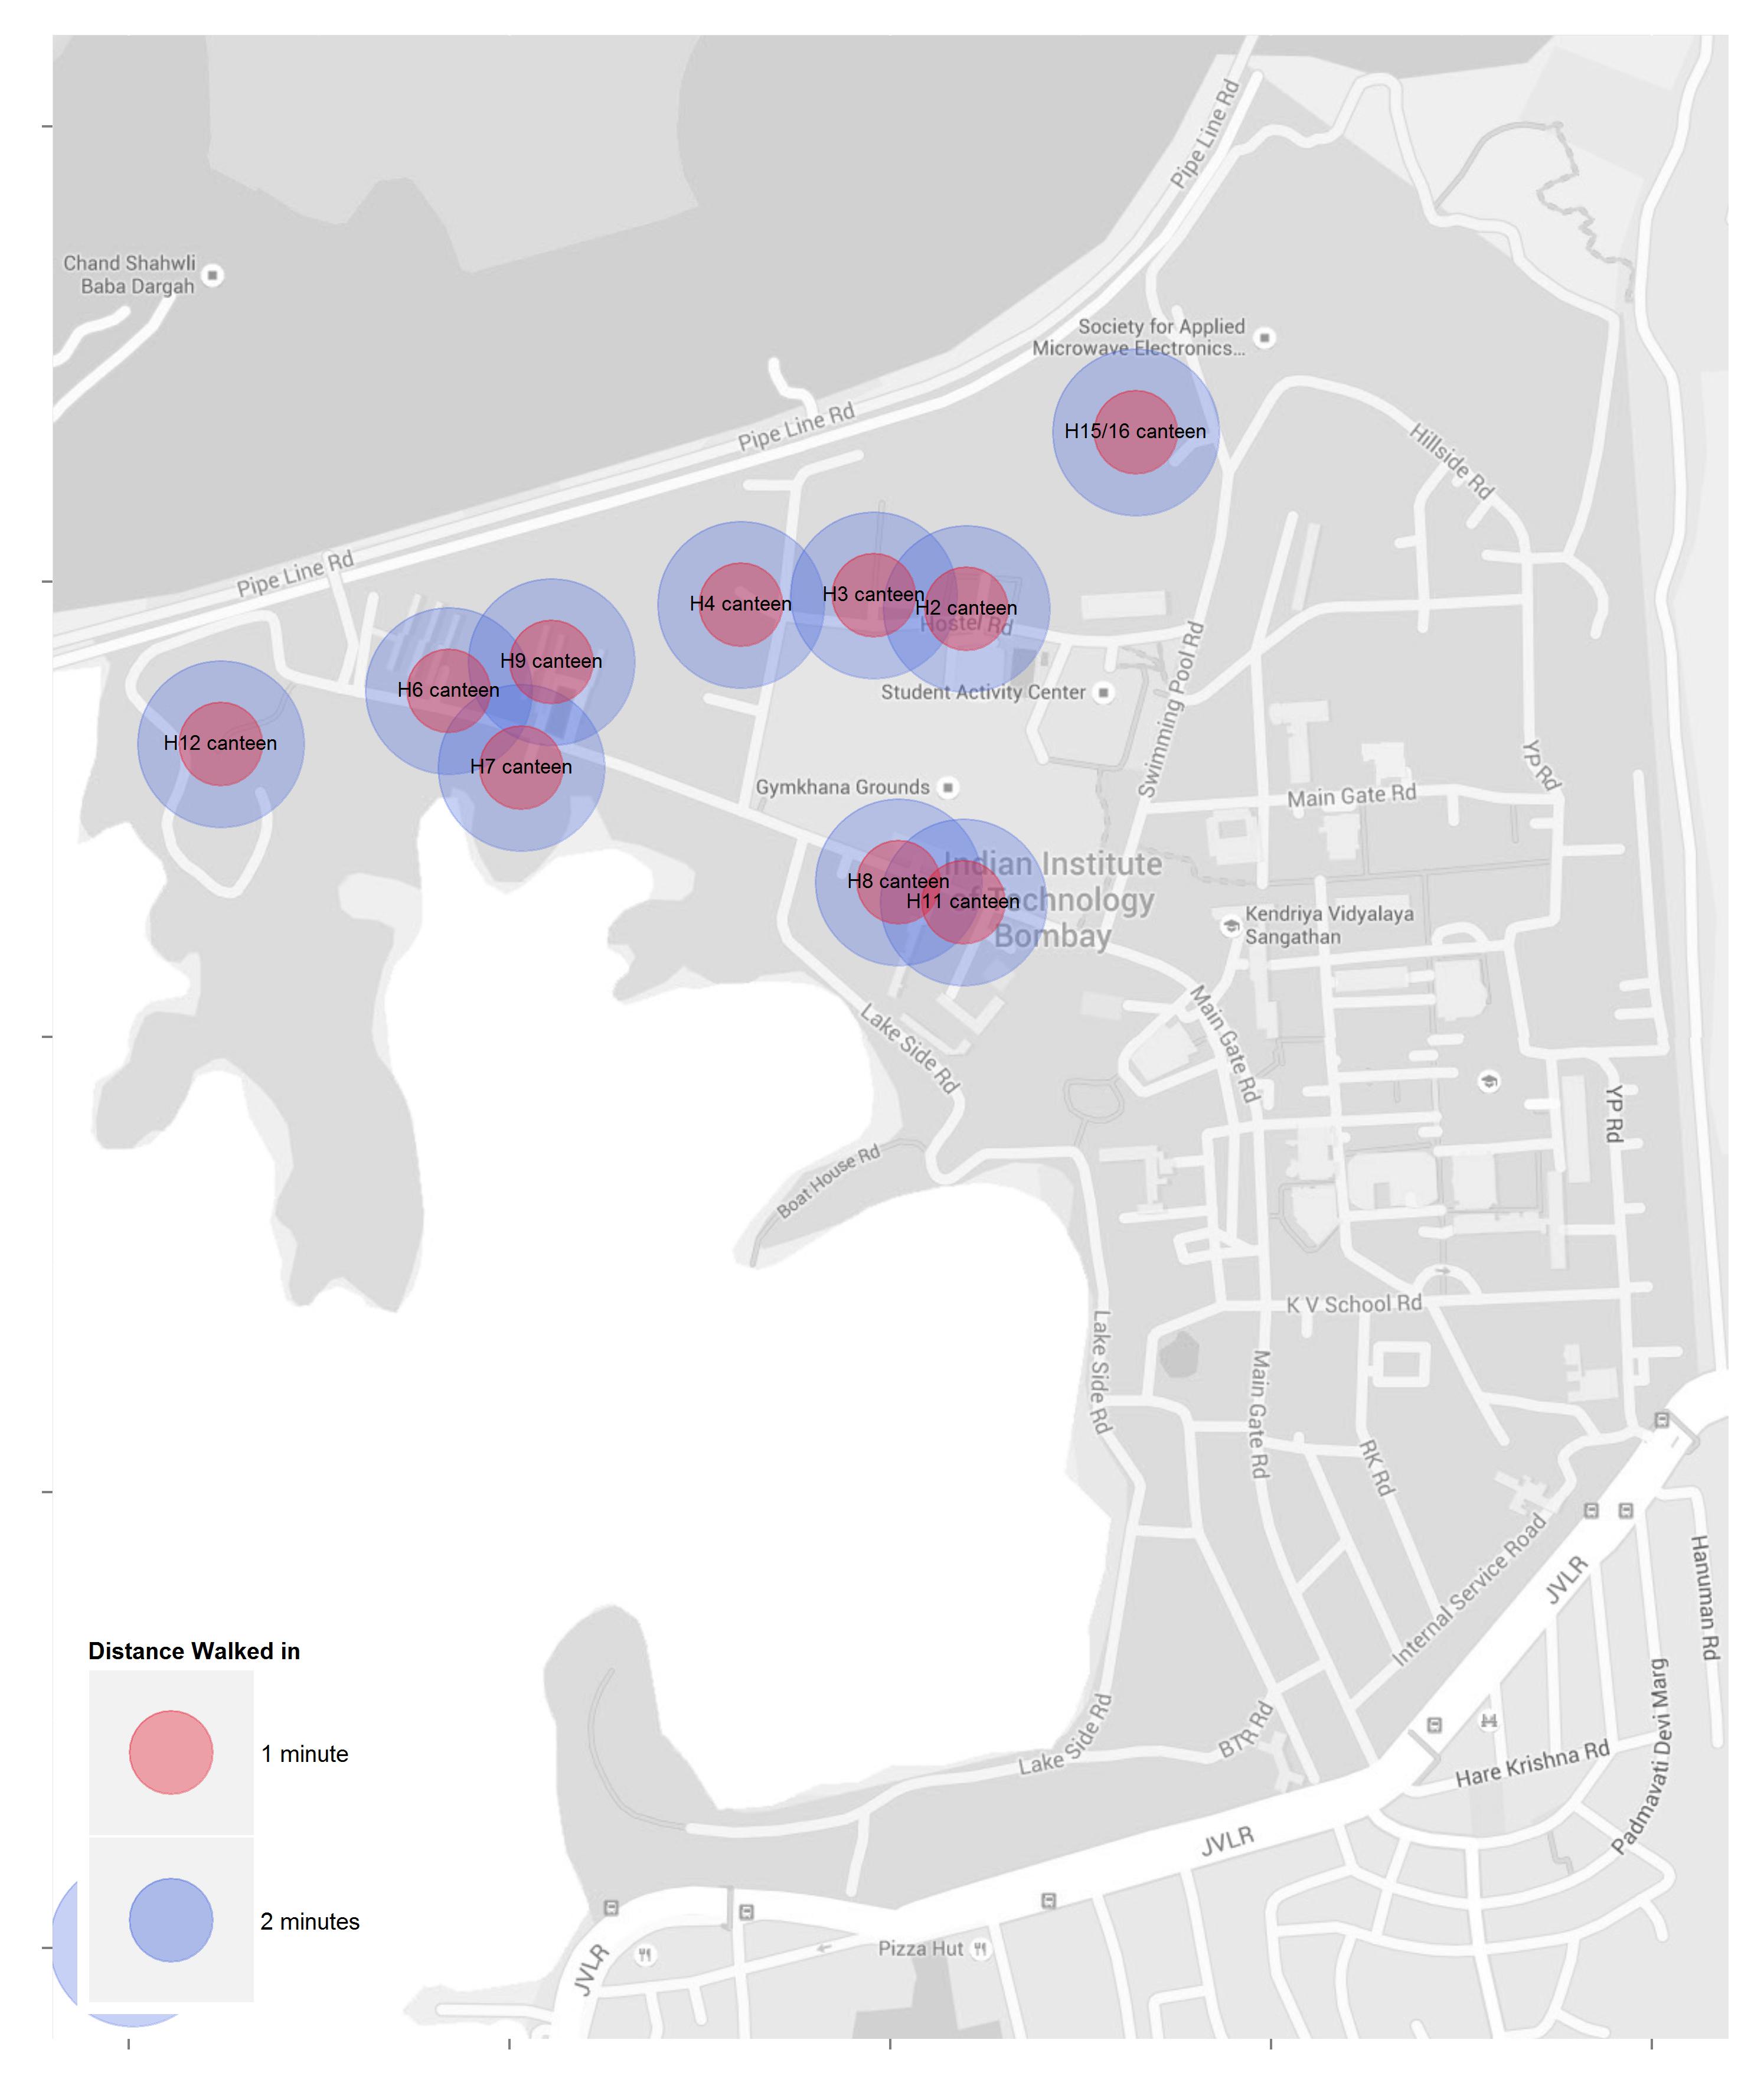 Pipe Line Rd
Chand Shahwli
Baba Dargah
Society for Applied
Microwave Electronics...
Pipe Line Rd
H15/16 canteen
Hillside Rd
Pipe Line Rd
H4 canteen
H3 canteen
H2 canteen
Hostel Rd
H9 canteen
H6 canteen
Student Activity Center
Swimming Pool Rd
H12 canteen
H7 canteen
YP Rd
Gymkhana Grounds
Main Gate Rd
Indian Institute
of Technology
Bombay
H8 canteen
H11 canteen
Kendriya Vidyalaya
Sangathan
Lake Side Rd
Main Gate Rd
YP Rd
Boat House Rd
K V School Rd
Lake Side Rd
Main Gate Rd
RK Rd
Internal Service Road
JVLR
Hanuman Rd
Distance Walked in
1 minute
2 minutes
Lake Side Rd
BTR Rd
Hare Krishna Rd
Padmavati Devi Marg
JVLR
JVLR
Pizza Hut